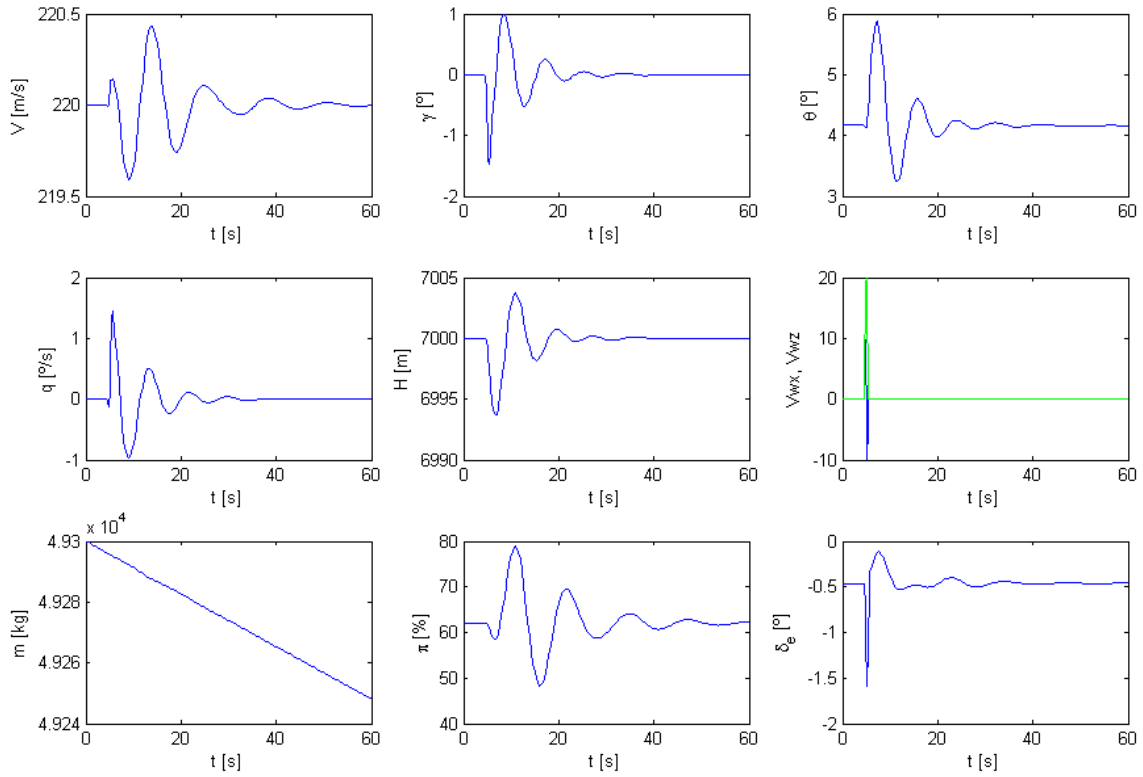 220.5
220
219.5
V [m/s]
0 20 40 60
t [s]
1
0
-1
-2
γ [º]
0 20 40 60
t [s]
6
5
4
3
θ [º]
0 20 40 60
t [s]
2
1
0
-1
q [º/s]
0 20 40 60
t [s]
7005
7000
6995
6990
H [m]
0 20 40 60
t [s]
20
10
0
-10
Vwx, Vwz
0 20 40 60
t [s]
x 10^4
4.93
4.928
4.926
4.924
m [kg]
0 20 40 60
t [s]
80
70
60
50
40
π [%]
0 20 40 60
t [s]
0
-0.5
-1
-1.5
-2
δ_e [º]
0 20 40 60
t [s]